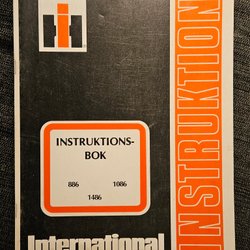 INSTRUKTIONS-
BOK
886 1086
1486
International
INSTRUKTION